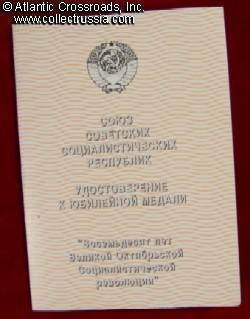 © Atlantic Crossroads, Inc.
www.collectrussia.com
СОЮЗ
СОВЕТСКИХ
СОЦИАЛИСТИЧЕСКИХ
РЕСПУБЛИК
УДОСТОВЕРЕНИЕ
К ЮБИЛЕЙНОЙ МЕДАЛИ
"Восемьдесят лет
Великой Октябрьской
Социалистической
революции"